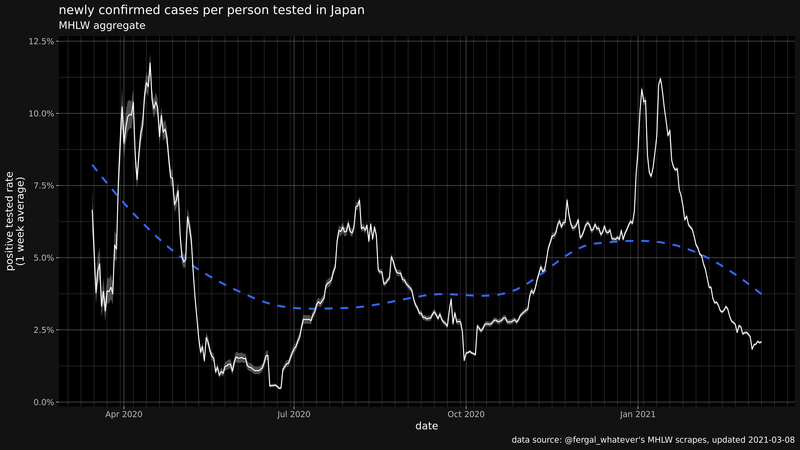 newly confirmed cases per person tested in Japan
MHLW aggregate
12.5%
10.0%
7.5%
5.0%
2.5%
0.0%
positive tested rate
(1 week average)
Apr 2020
Jul 2020
Oct 2020
Jan 2021
date
data source: @fergal_whatever's MHLW scrapes, updated 2021-03-08